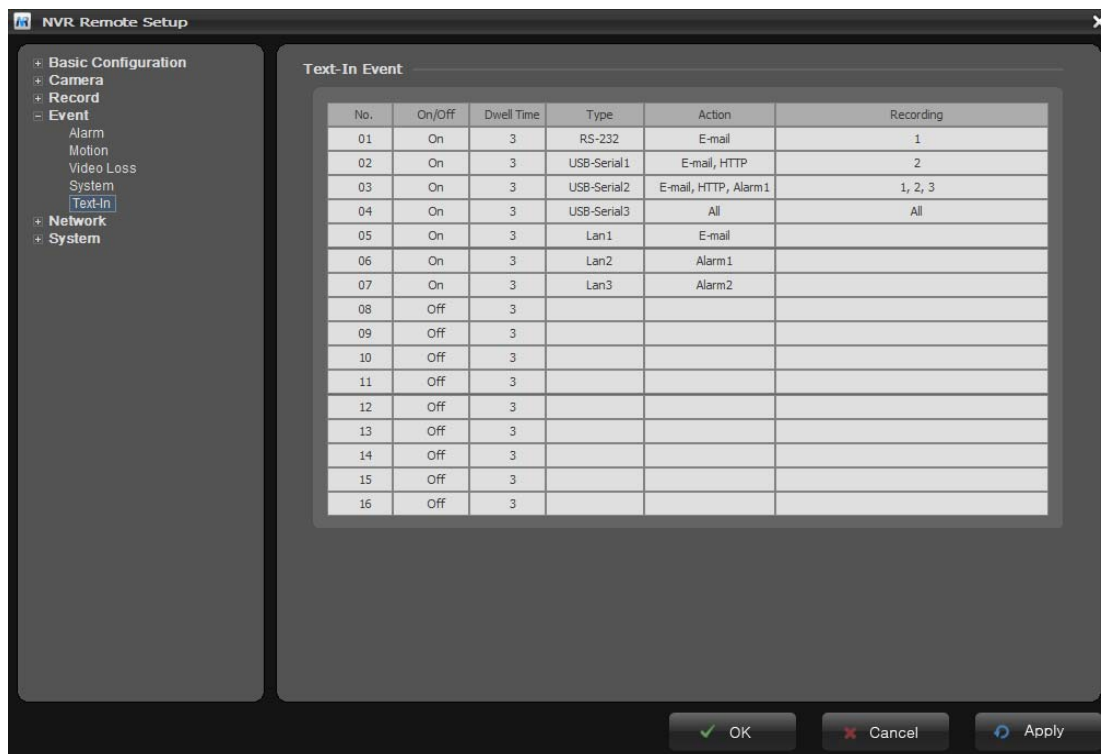 NVR Remote Setup
Basic Configuration
Camera
Record
Event
Alarm
Motion
Video Loss
System
Text-In
Network
System
Text-In Event
No. On/Off Dwell Time Type Action Recording
01 On 3 RS-232 E-mail 1
02 On 3 USB-Serial1 E-mail, HTTP 2
03 On 3 USB-Serial2 E-mail, HTTP, Alarm1 1, 2, 3
04 On 3 USB-Serial3 All All
05 On 3 Lan1 E-mail
06 On 3 Lan2 Alarm1
07 On 3 Lan3 Alarm2
08 Off 3
09 Off 3
10 Off 3
11 Off 3
12 Off 3
13 Off 3
14 Off 3
15 Off 3
16 Off 3
OK Cancel Apply